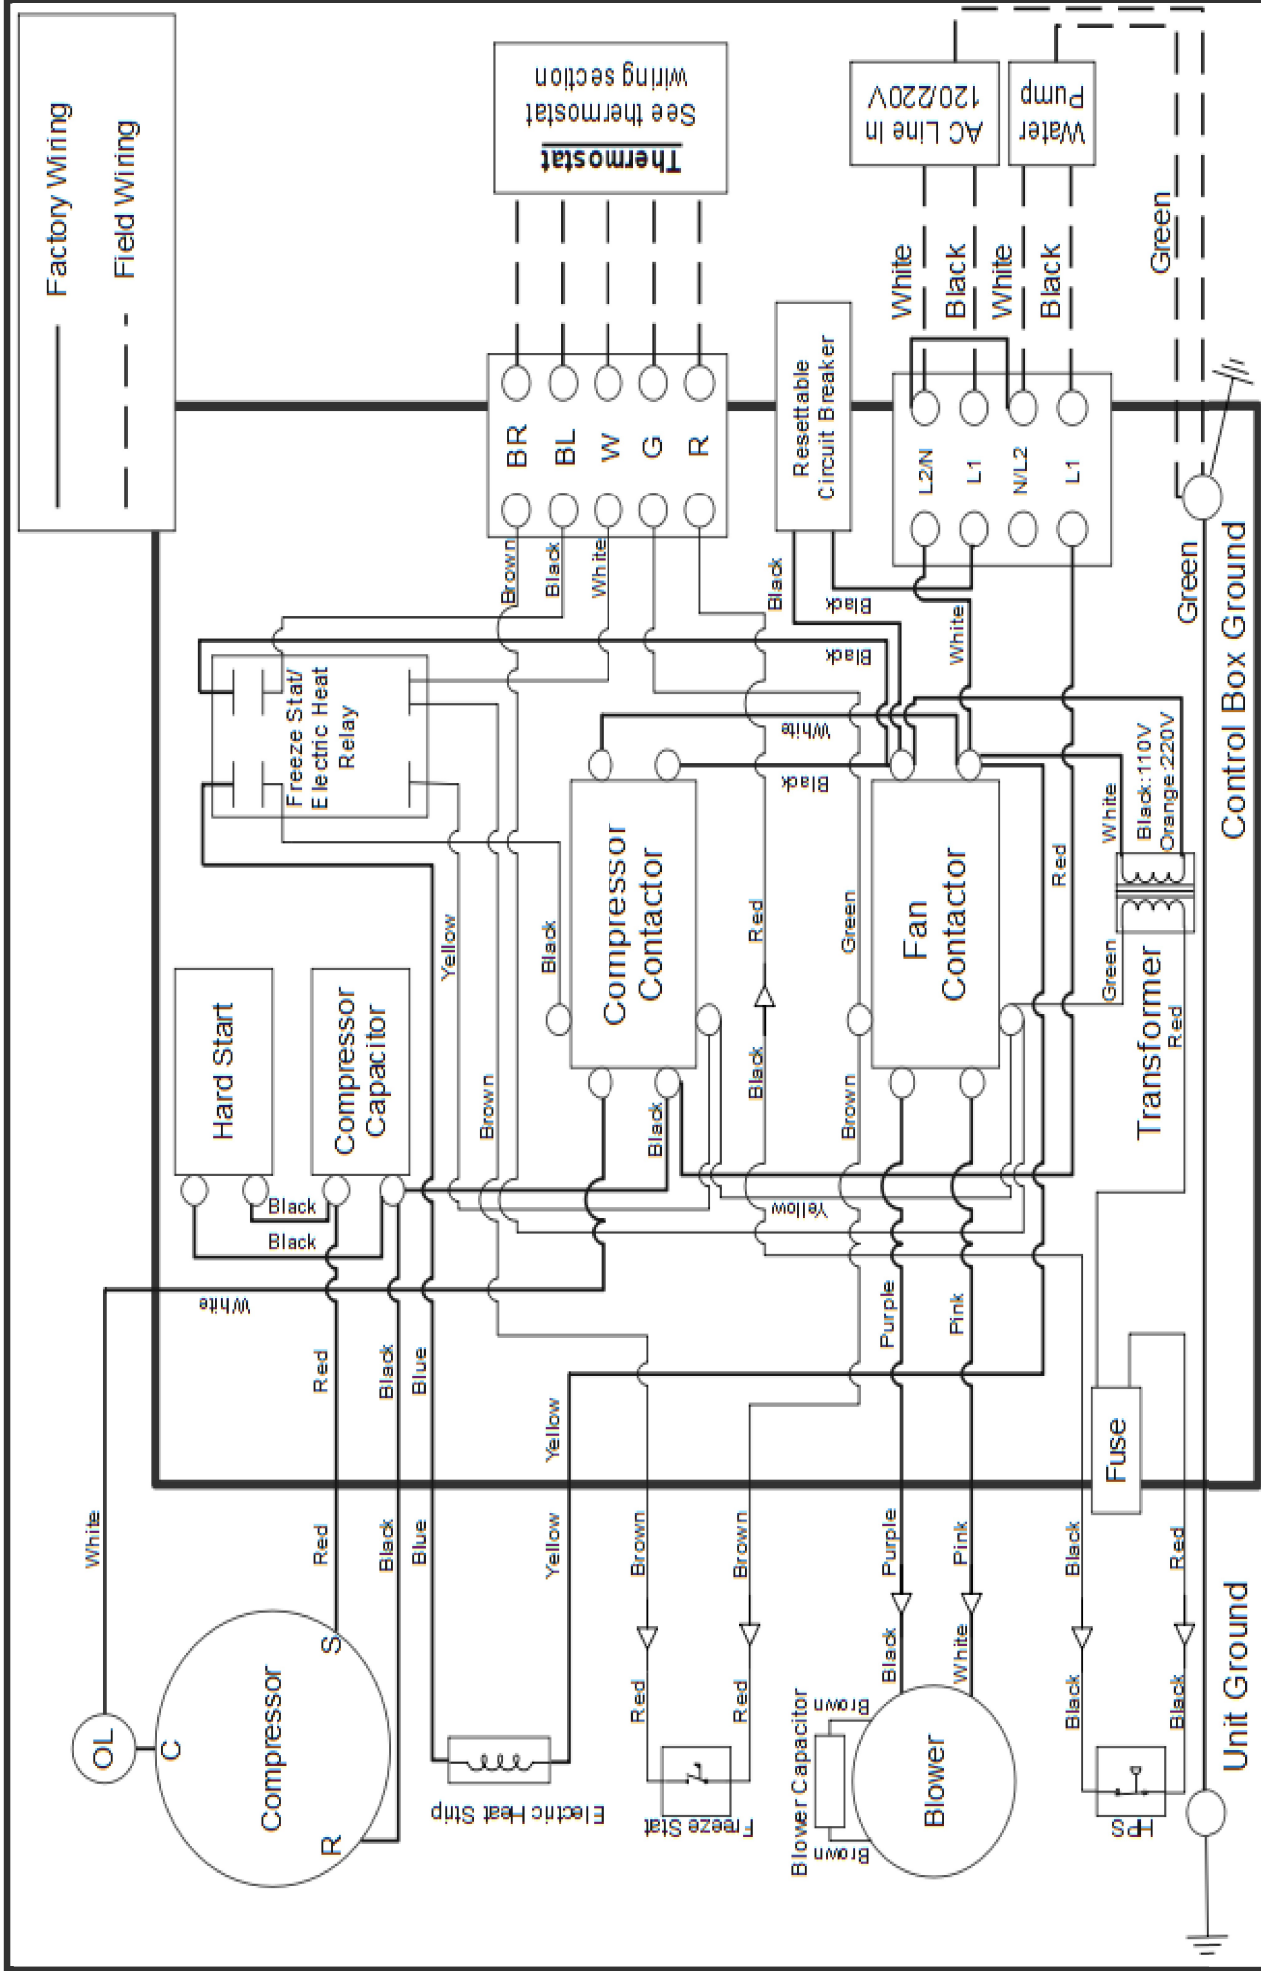 Factory Wiring
Field Wiring
Thermostat
See thermostat
wiring section
AC Line In
120/220V
Water
Pump
White
Black
White
Black
Green
BR
BL
W
G
R
Resettable
Circuit Breaker
L2/N
L1
N/L2
L1
Green
Control Box Ground
Brown
Black
White
Black
Black
Black
White
Freeze Stat/
Electric Heat
Relay
White
Black
White
Black:110V
Orange:220V
Red
Hard Start
Compressor
Capacitor
Yellow
Black
Compressor
Contactor
Red
Green
Fan
Contactor
Green
Transformer
Red
Black
Black
Brown
Black
Black
Brown
Yellow
White
Red
Black
Blue
Yellow
Purple
Pink
Fuse
White
Red
Black
Blue
Yellow
Brown
Brown
Purple
Pink
Black
Red
OL
C
S
R
Compressor
Electric Heat Strip
Red
Red
Freeze Stat
Black
White
Blower Capacitor
Brown
Brown
Blower
Black
Black
HPS
Unit Ground